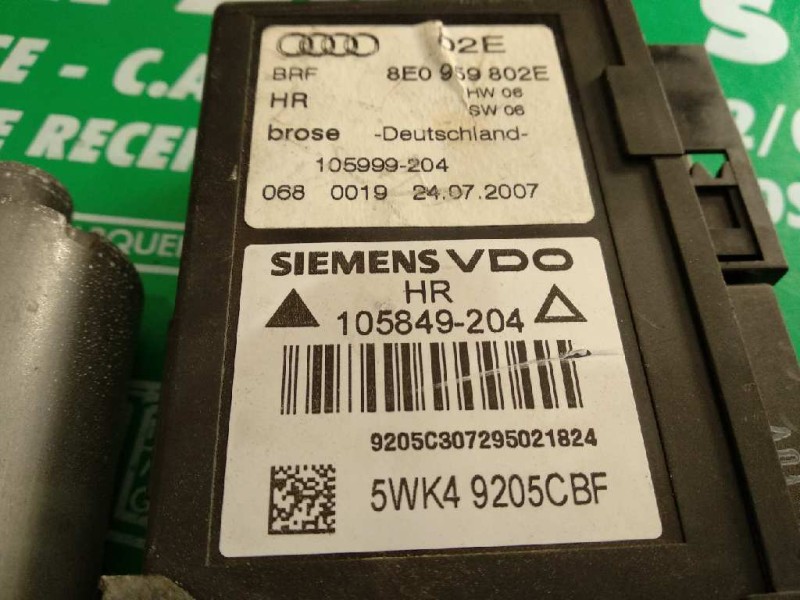 02E
BRF 8E0 959 802E
HR HW 06
SW 06
brose -Deutschland-
105999-204
068 0019 24.07.2007
SIEMENS VDO
HR
105849-204
9205C307295021824
5WK4 9205CBF
- C.A
E RECE